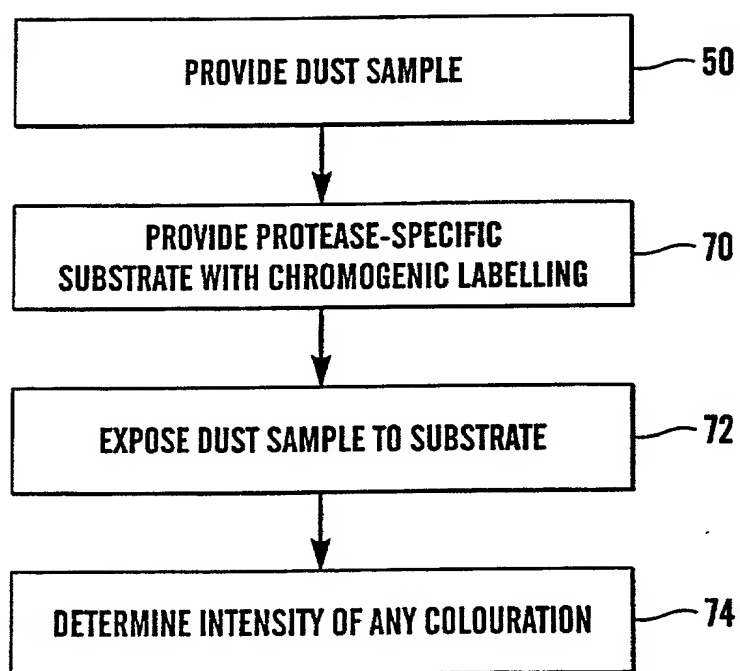 PROVIDE DUST SAMPLE
50
PROVIDE PROTEASE-SPECIFIC
SUBSTRATE WITH CHROMOGENIC LABELLING
70
EXPOSE DUST SAMPLE TO SUBSTRATE
72
DETERMINE INTENSITY OF ANY COLOURATION
74